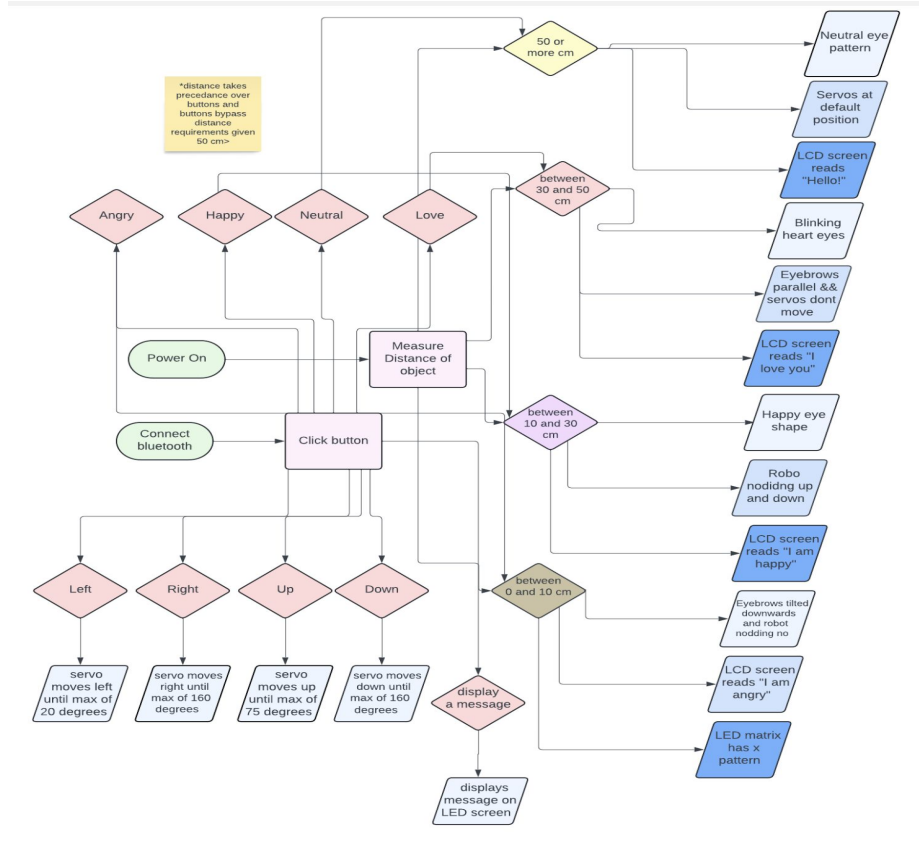 50 or
more cm
Neutral eye
pattern
*distance takes
precedance over
buttons and
buttons bypass
distance
requirements given
50 cm>
Servos at
default
position
LCD screen
reads
"Hello!"
between
30 and 50
cm
Angry
Happy
Neutral
Love
Blinking
heart eyes
Eyebrows
parallel &&
servos dont
move
Power On
Measure
Distance of
object
LCD screen
reads "I
love you"
Connect
bluetooth
Click button
between
10 and 30
cm
Happy eye
shape
Robo
nodidng up
and down
LCD screen
reads "I am
happy"
Left
Right
Up
Down
between
0 and 10 cm
Eyebrows tilted
downwards
and robot
nodding no
servo
moves left
until max of
20 degrees
servo moves
right until
max of 160
degrees
servo
moves up
until max of
75 degrees
servo moves
down until
max of 160
degrees
display
a message
LCD screen
reads "I am
angry"
LED matrix
has x
pattern
displays
message on
LED screen